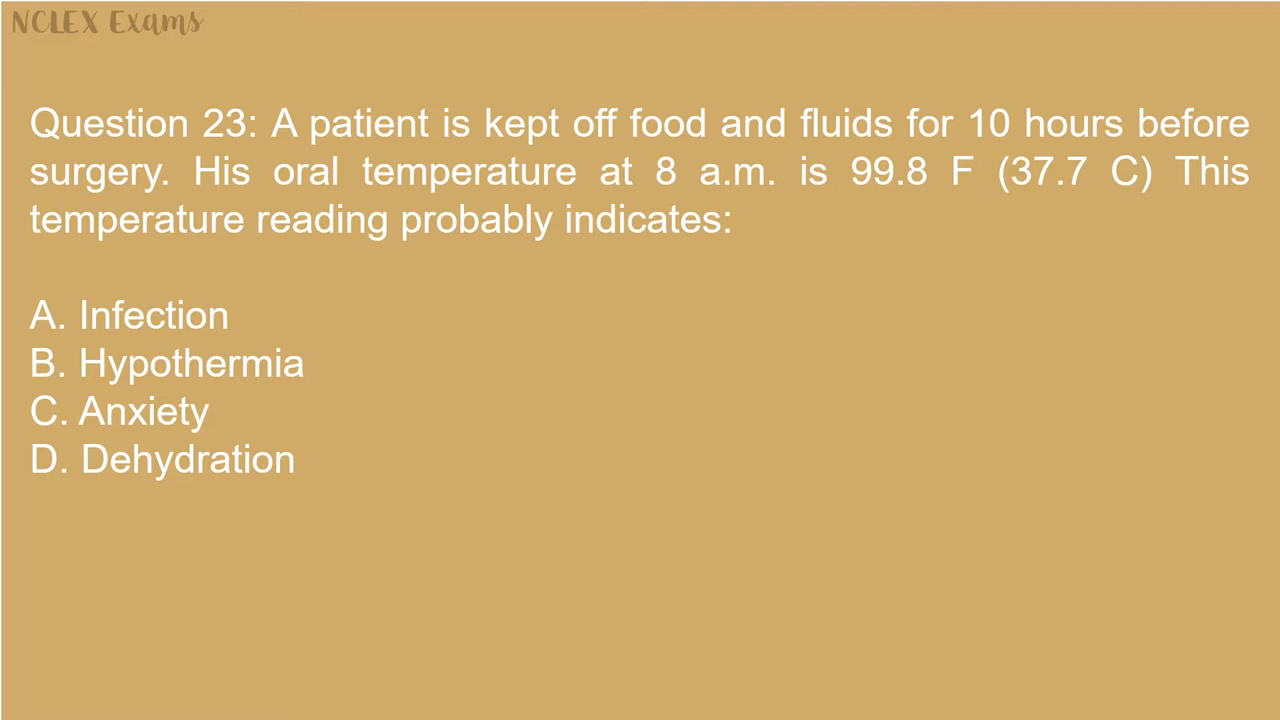 NCLEX Exams
Question 23: A patient is kept off food and fluids for 10 hours before
surgery. His oral temperature at 8 a.m. is 99.8 F (37.7 C) This
temperature reading probably indicates:
A. Infection
B. Hypothermia
C. Anxiety
D. Dehydration